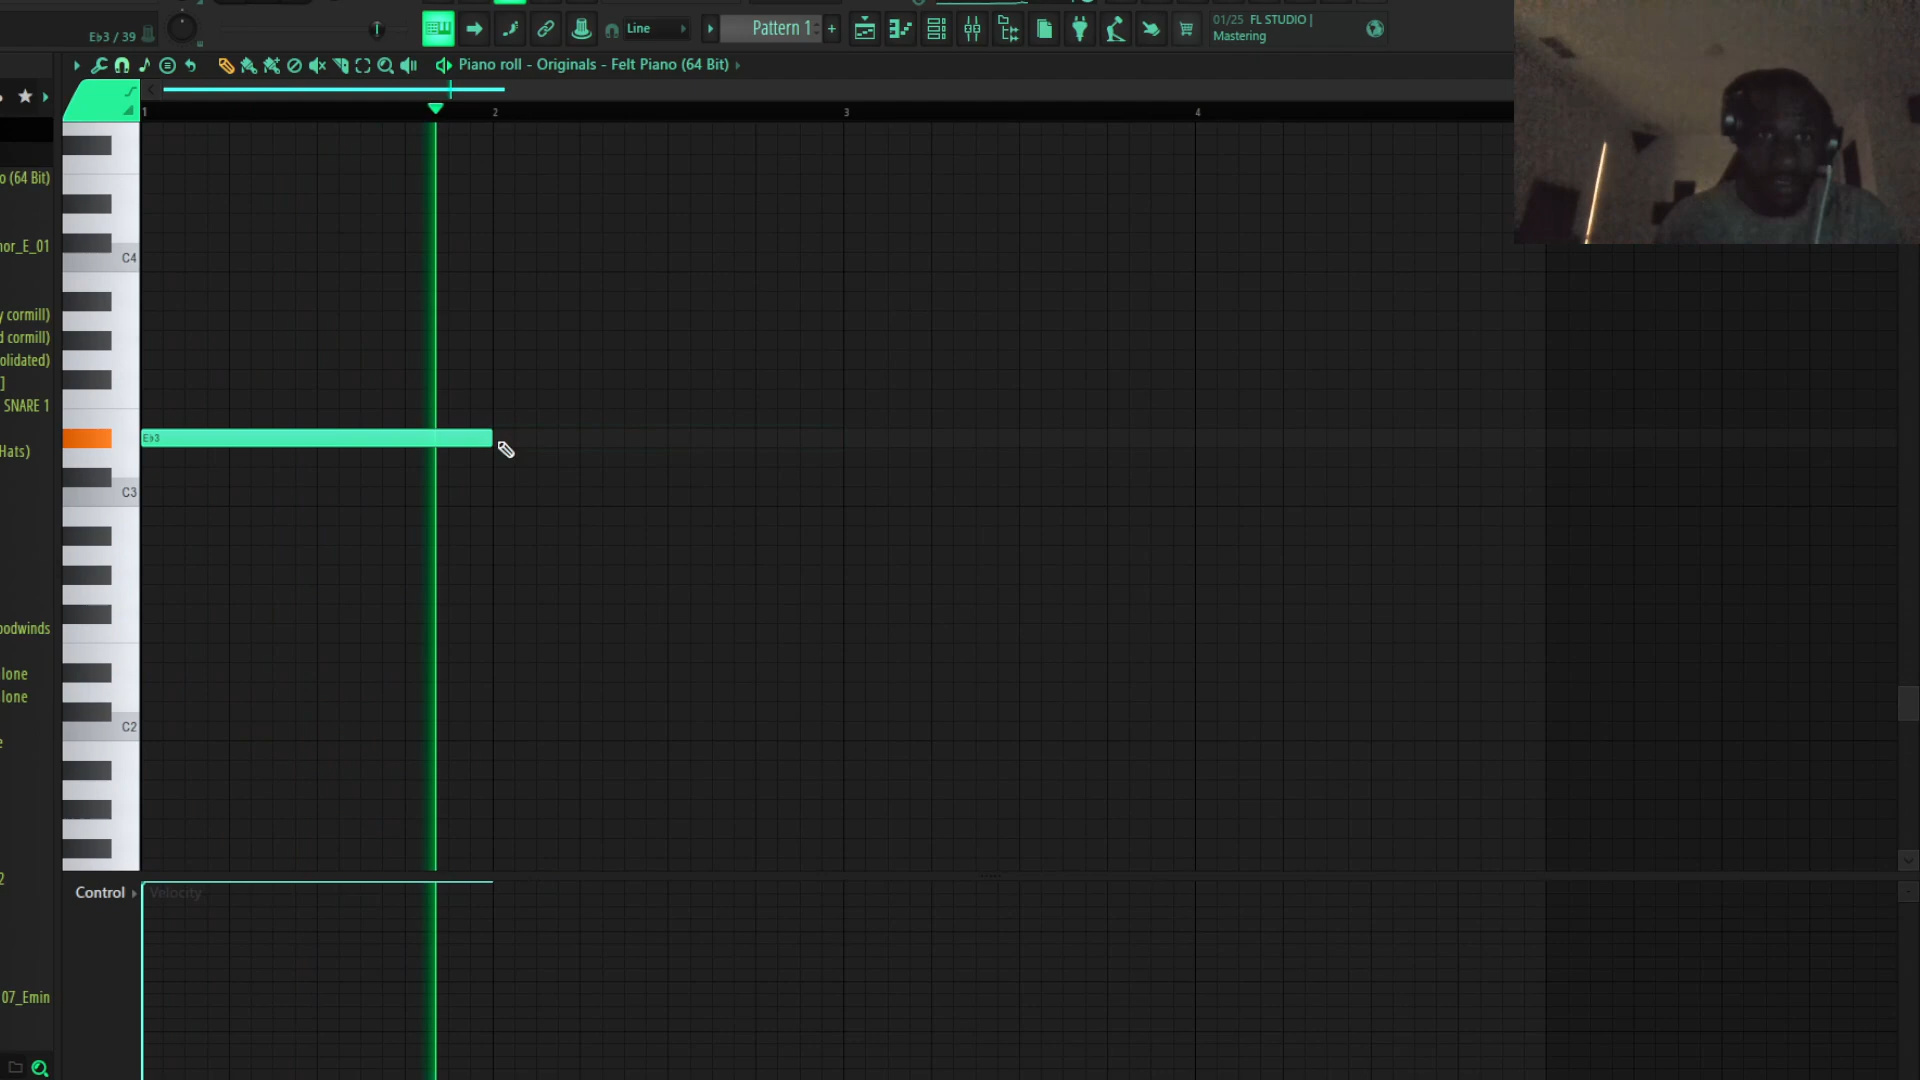 E♭3 / 39
Line
Pattern 1
+
01/25 FL STUDIO |
Mastering
Piano roll - Originals - Felt Piano (64 Bit)
1
2
3
4
o (64 Bit)
nor_E_01
C4
y cormill)
d cormill)
olidated)
]
SNARE 1
E♭3
Hats)
C3
oodwinds
lone
lone
C2
e
2
Control
Velocity
07_Emin